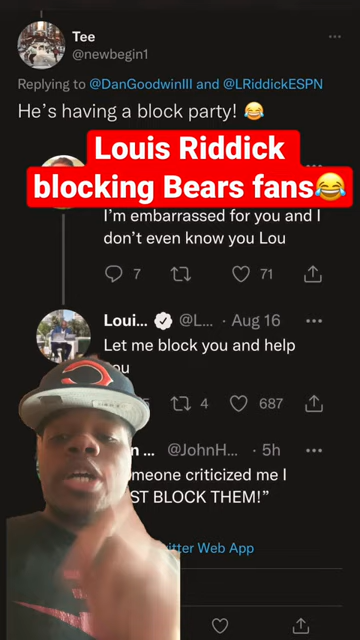 Tee
@newbegin1
Replying to @DanGoodwinIII and @LRiddickESPN
He's having a block party! 😂
Louis Riddick
blocking Bears fans😂
I'm embarrassed for you and I
don't even know you Lou
7
71
Loui... @L... · Aug 16
Let me block you and help
4
687
@JohnH... · 5h
criticized me I
BLOCK THEM!”
Web App